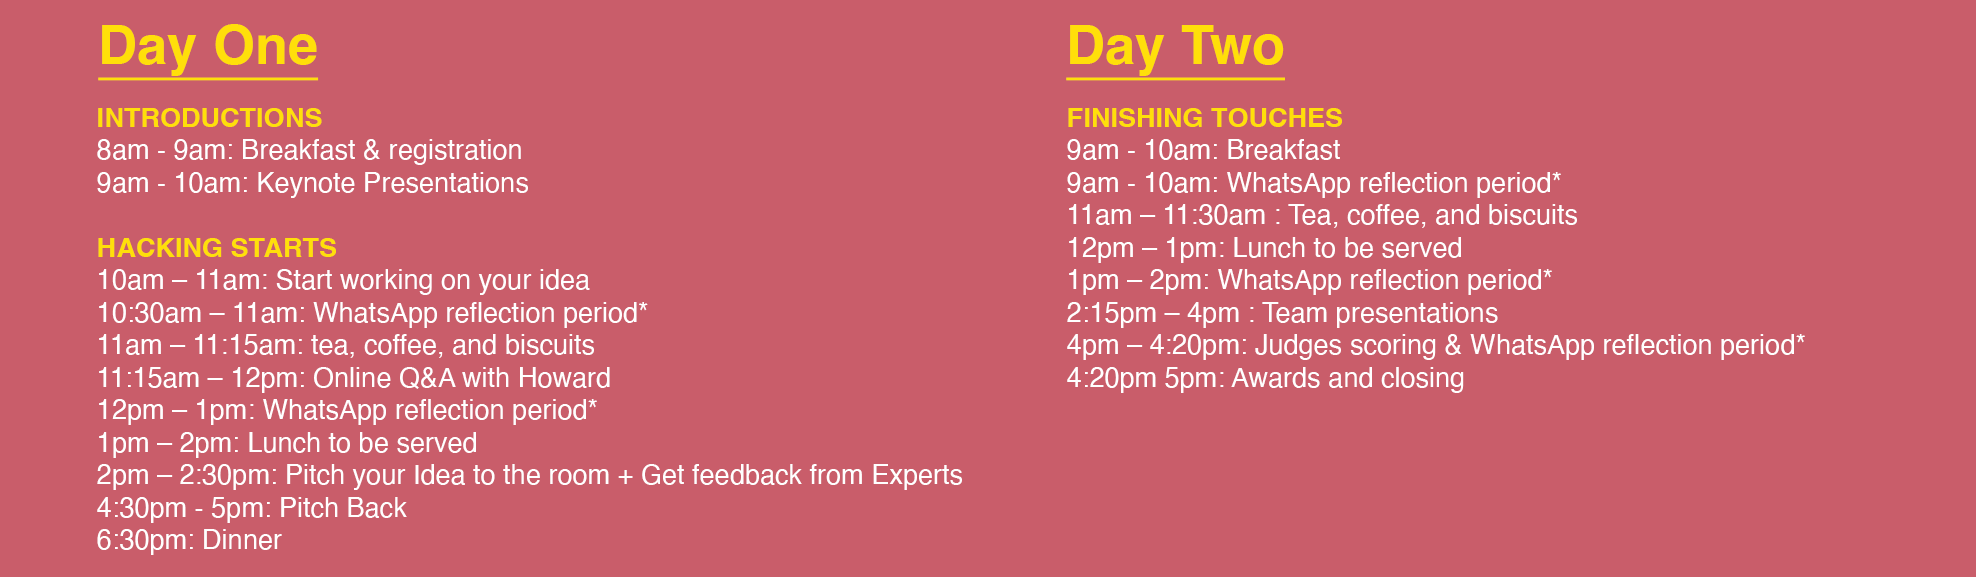 Day One
INTRODUCTIONS
8am - 9am: Breakfast & registration
9am - 10am: Keynote Presentations
HACKING STARTS
10am – 11am: Start working on your idea
10:30am – 11am: WhatsApp reflection period*
11am – 11:15am: tea, coffee, and biscuits
11:15am – 12pm: Online Q&A with Howard
12pm – 1pm: WhatsApp reflection period*
1pm – 2pm: Lunch to be served
2pm – 2:30pm: Pitch your Idea to the room + Get feedback from Experts
4:30pm - 5pm: Pitch Back
6:30pm: Dinner
Day Two
FINISHING TOUCHES
9am - 10am: Breakfast
9am - 10am: WhatsApp reflection period*
11am – 11:30am : Tea, coffee, and biscuits
12pm – 1pm: Lunch to be served
1pm – 2pm: WhatsApp reflection period*
2:15pm – 4pm : Team presentations
4pm – 4:20pm: Judges scoring & WhatsApp reflection period*
4:20pm 5pm: Awards and closing